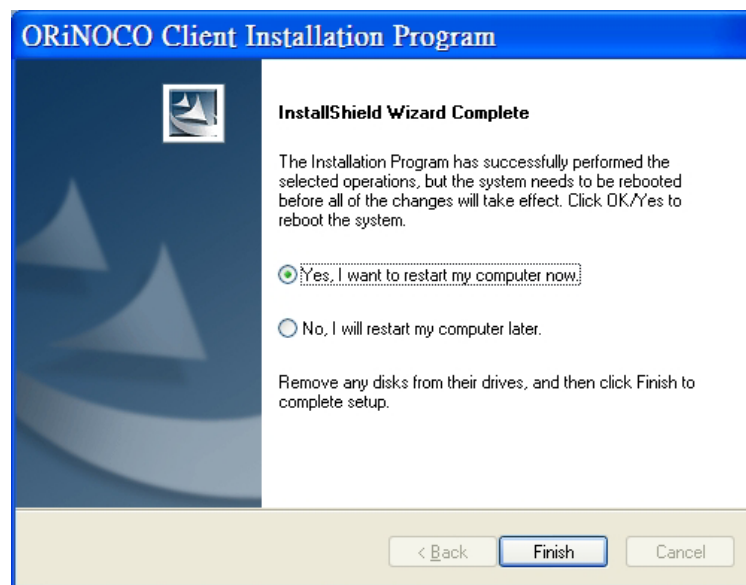 ORiNOCO Client Installation Program
InstallShield Wizard Complete
The Installation Program has successfully performed the
selected operations, but the system needs to be rebooted
before all of the changes will take effect. Click OK/Yes to
reboot the system.
Yes, I want to restart my computer now.
No, I will restart my computer later.
Remove any disks from their drives, and then click Finish to
complete setup.
< Back
Finish
Cancel